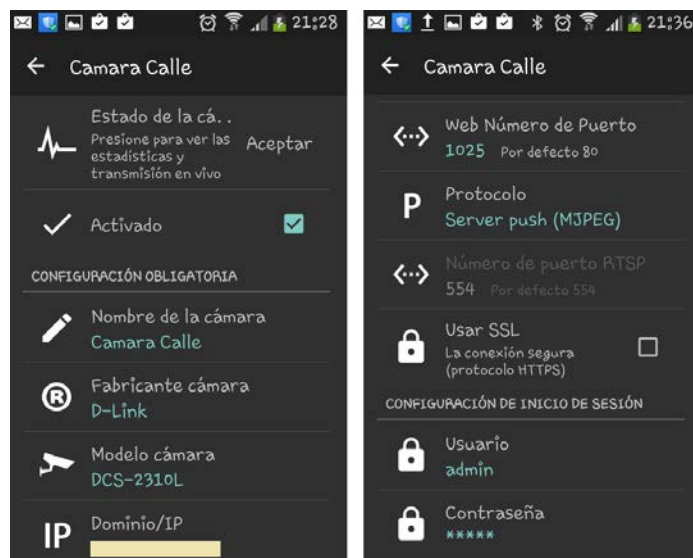 21:28
Camara Calle
Estado de la cá..
Presione para ver las
estadísticas y
transmisión en vivo
Aceptar
Activado
CONFIGURACIÓN OBLIGATORIA
Nombre de la cámara
Camara Calle
Fabricante cámara
D-Link
Modelo cámara
DCS-2310L
IP
Dominio/IP
21:36
Camara Calle
Web Número de Puerto
1025 Por defecto 80
P
Protocolo
Server push (MJPEG)
Número de puerto RTSP
554 Por defecto 554
Usar SSL
La conexión segura
(protocolo HTTPS)
CONFIGURACIÓN DE INICIO DE SESIÓN
Usuario
admin
Contraseña
*****